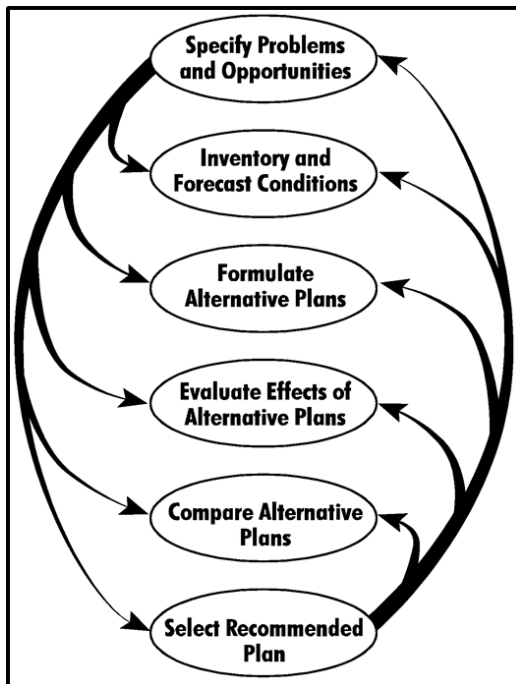 Specify Problems
and Opportunities
Inventory and
Forecast Conditions
Formulate
Alternative Plans
Evaluate Effects of
Alternative Plans
Compare Alternative
Plans
Select Recommended
Plan